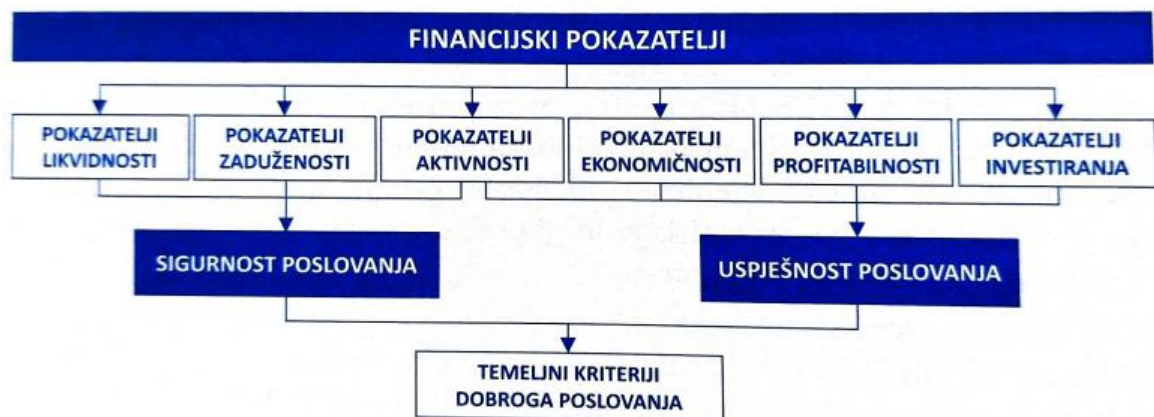 FINANCIJSKI POKAZATELJI
POKAZATELJI
LIKVIDNOSTI
POKAZATELJI
ZADUŽENOSTI
POKAZATELJI
AKTIVNOSTI
POKAZATELJI
EKONOMIČNOSTI
POKAZATELJI
PROFITABILNOSTI
POKAZATELJI
INVESTIRANJA
SIGURNOST POSLOVANJA
USPJEŠNOST POSLOVANJA
TEMELJNI KRITERIJI
DOBROGA POSLOVANJA